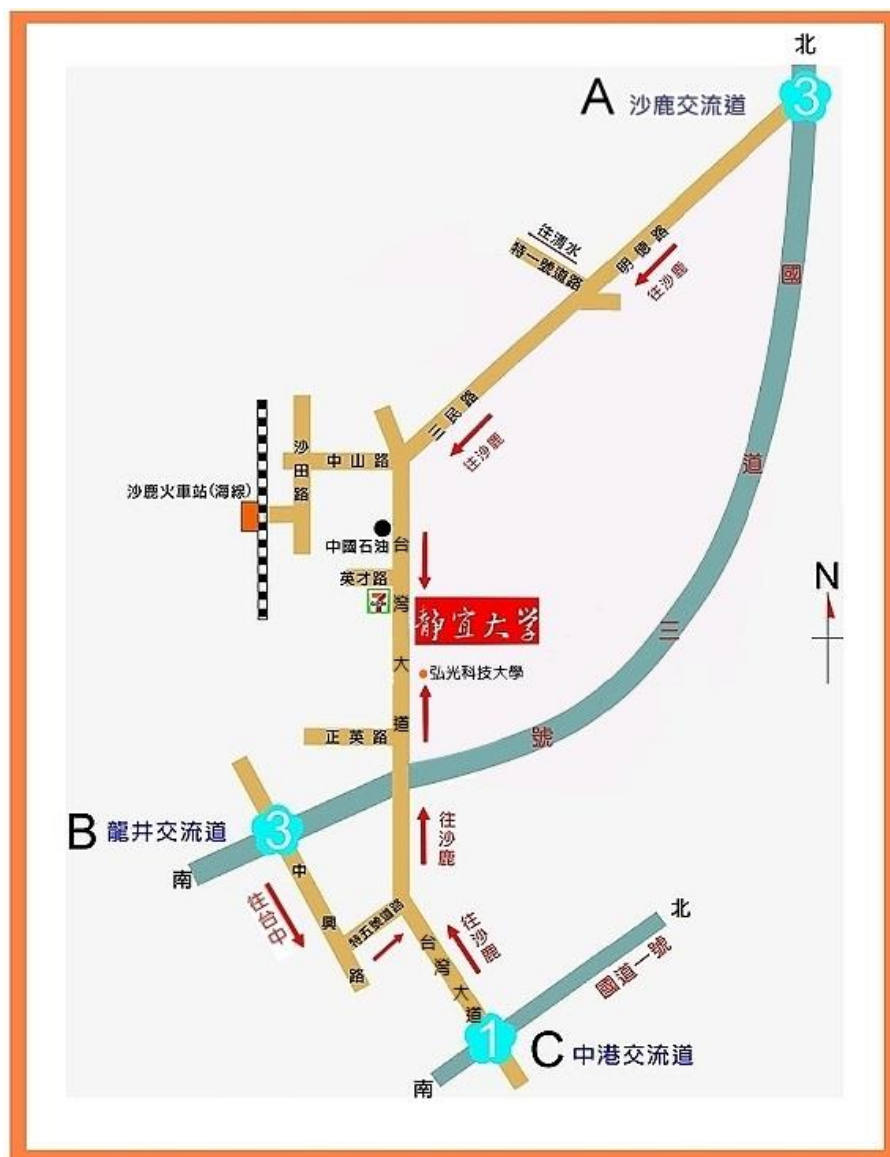 北
A 沙鹿交流道
3
往清水
特一號道路
明德路
往沙鹿
國
三民路
往沙鹿
沙田路
中山路
道
沙鹿火車站(海線)
中國石油
台灣大道
英才路
7
静宜大学
N
三
弘光科技大學
正英路
號
3
B 龍井交流道
南
往沙鹿
中興路
往台中
特五號道路
往沙鹿
台灣大道
北
國道一號
1
C 中港交流道
南